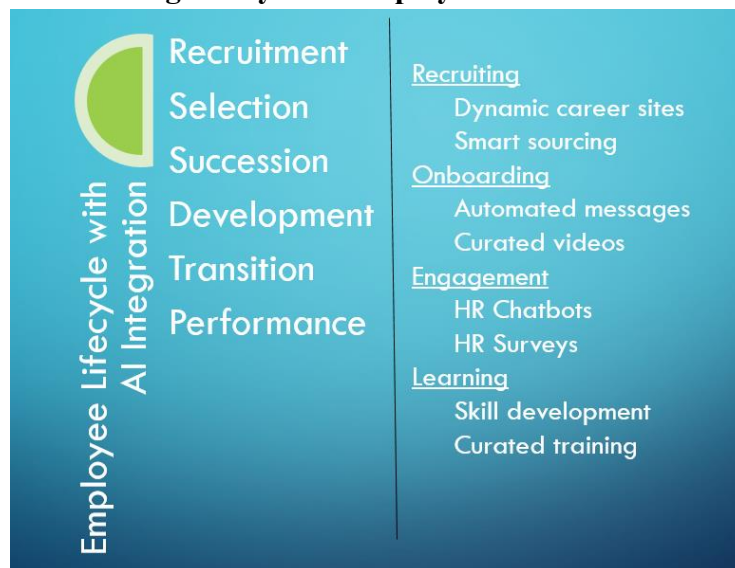 Employee Lifecycle with
AI Integration
Recruitment
Selection
Succession
Development
Transition
Performance
Recruiting
Dynamic career sites
Smart sourcing
Onboarding
Automated messages
Curated videos
Engagement
HR Chatbots
HR Surveys
Learning
Skill development
Curated training